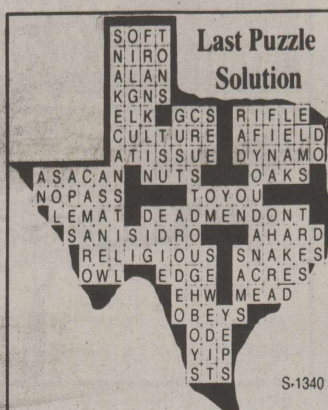 Last Puzzle
Solution
SOFT
NIRO
ALAN
KGNS
ELK GCS RIFLE
CULTURE AFIELD
ATISSUE DYNAMO
ASACAN NUTS OAKS
NOPASS TOYOU
LEMAT DEADMENDONT
SANISIDRO AHARD
RELIGIOUS SNAKES
OWL EDGE ACRES
EHW MEAD
OBEYS
ODE
YIP
STS
S-1340